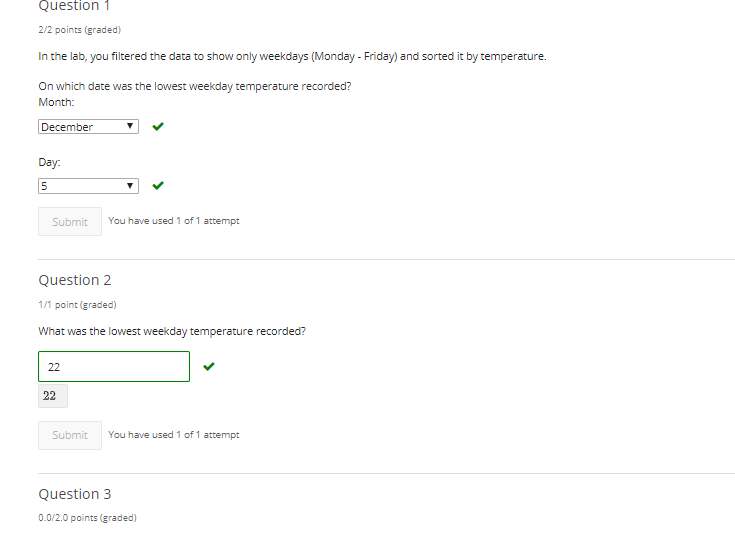 Question 1
2/2 points (graded)
In the lab, you filtered the data to show only weekdays (Monday - Friday) and sorted it by temperature.
On which date was the lowest weekday temperature recorded?
Month:
December
Day:
5
Submit You have used 1 of 1 attempt
Question 2
1/1 point (graded)
What was the lowest weekday temperature recorded?
22
22
Submit You have used 1 of 1 attempt
Question 3
0.0/2.0 points (graded)